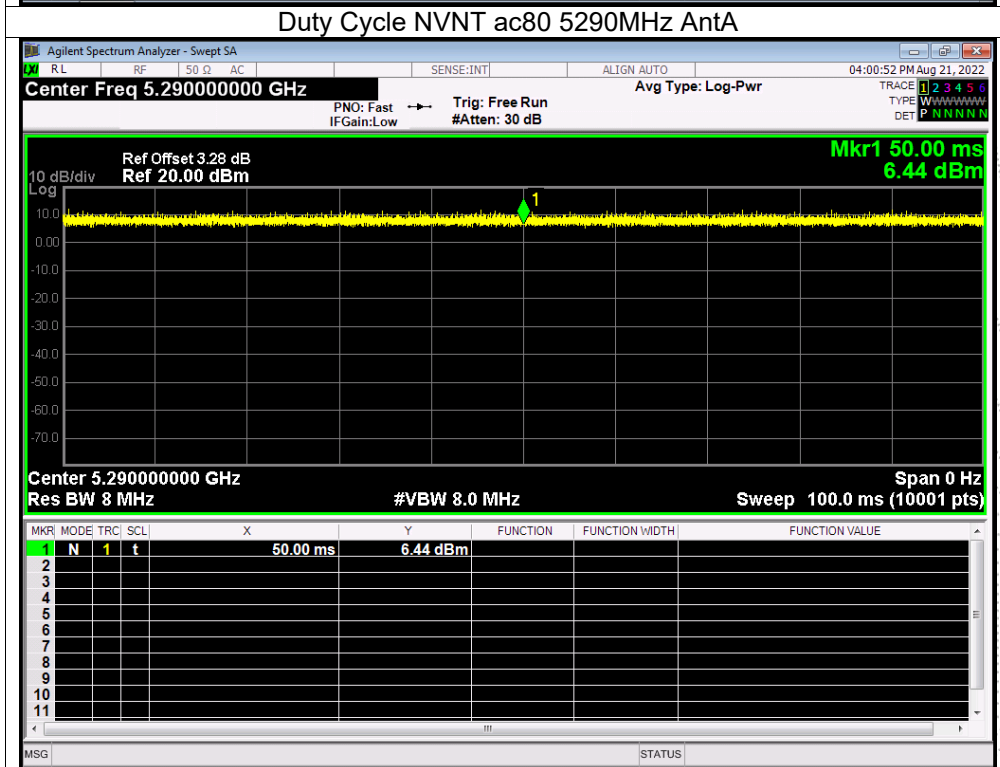 Duty Cycle NVNT ac80 5290MHz AntA
Agilent Spectrum Analyzer - Swept SA
LXI RL RF 50 Ω AC SENSE:INT ALIGN AUTO 04:00:52 PM Aug 21, 2022
Center Freq 5.290000000 GHz Avg Type: Log-Pwr TRACE 1 2 3 4 5 6
PNO: Fast Trig: Free Run TYPE WWWWWW
IFGain:Low #Atten: 30 dB DET P NNNNN
Mkr1 50.00 ms
Ref Offset 3.28 dB
10 dB/div Ref 20.00 dBm 6.44 dBm
Log
1
10.0
0.00
-10.0
-20.0
-30.0
-40.0
-50.0
-60.0
-70.0
Center 5.290000000 GHz Span 0 Hz
Res BW 8 MHz #VBW 8.0 MHz Sweep 100.0 ms (10001 pts)
MKR MODE TRC SCL X Y FUNCTION FUNCTION WIDTH FUNCTION VALUE
1 N 1 t 50.00 ms 6.44 dBm
2
3
4
5
6
7
8
9
10
11
MSG STATUS